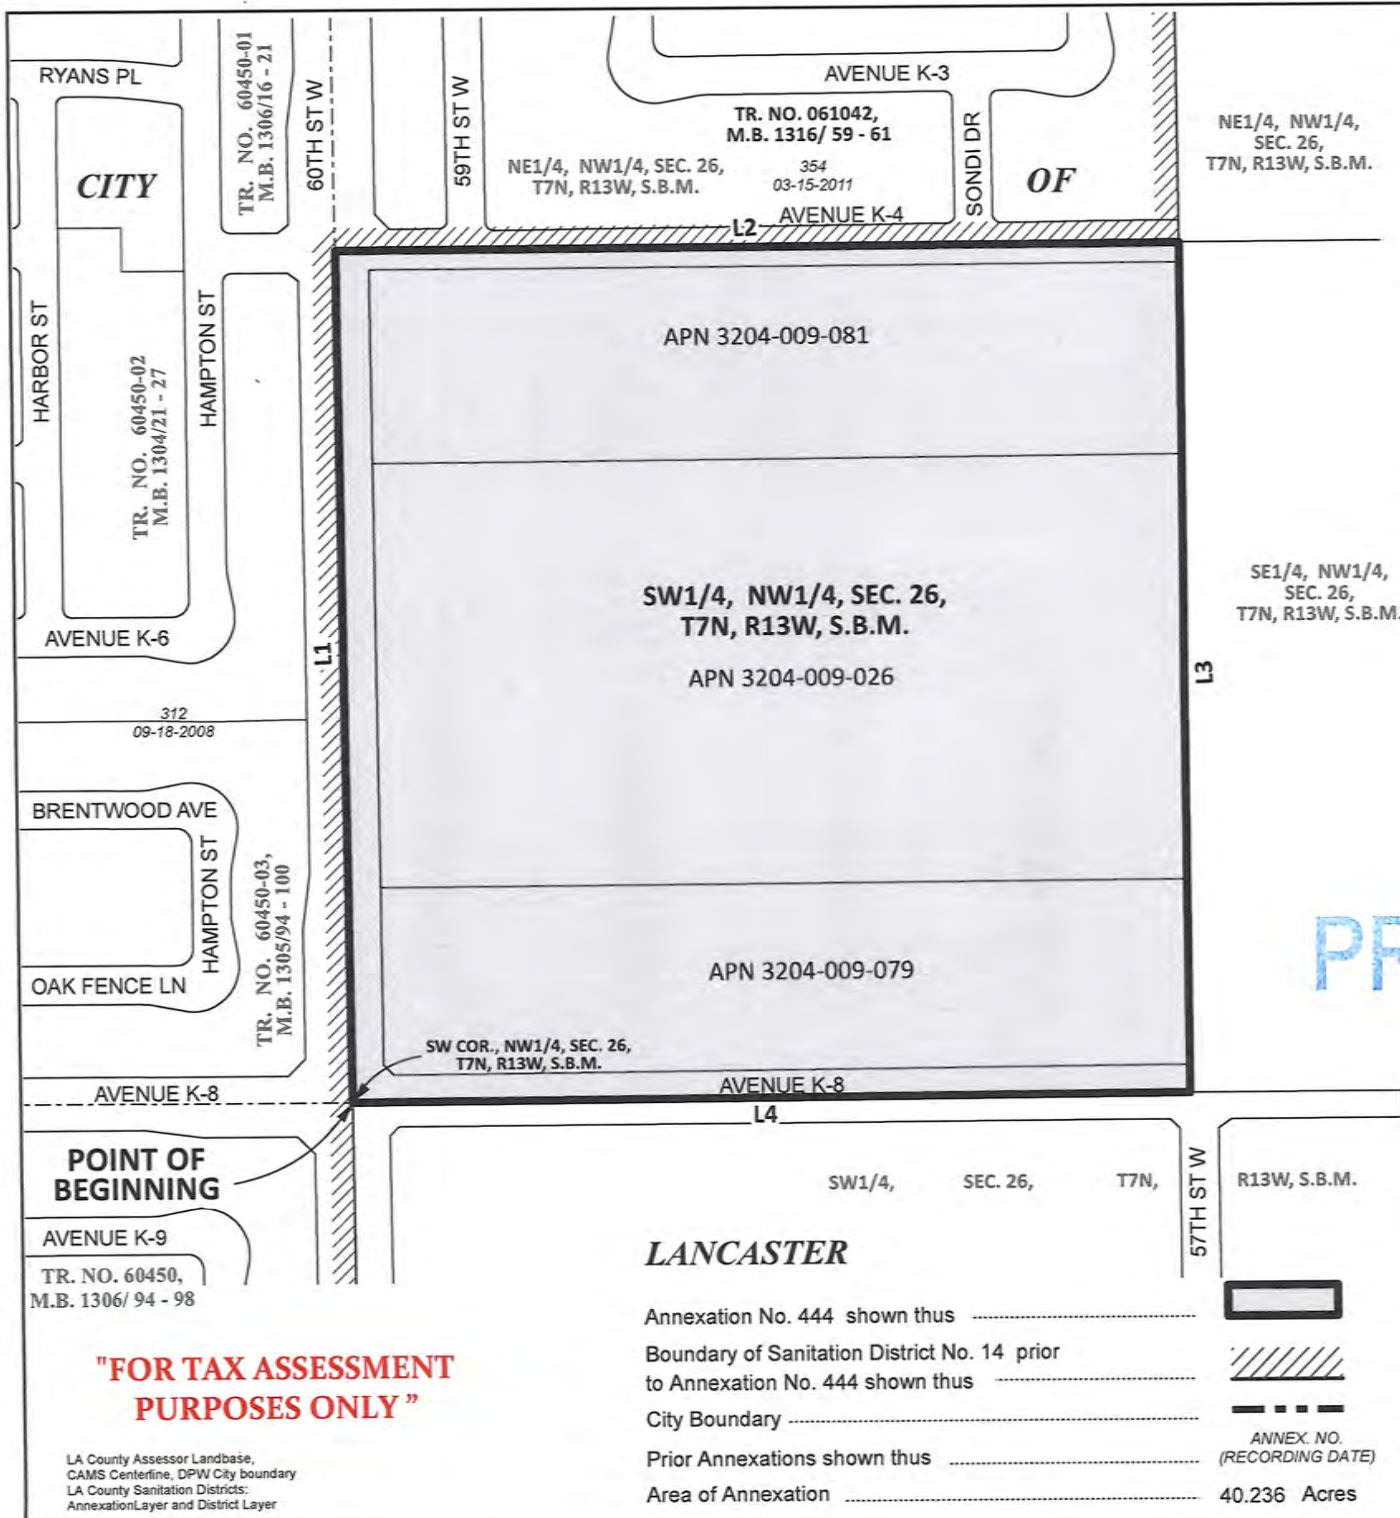 RYANS PL
TR. NO. 60450-01
M.B. 1306/16 - 21
60TH ST W
59TH ST W
AVENUE K-3
TR. NO. 061042,
M.B. 1316/ 59 - 61
354
03-15-2011
NE1/4, NW1/4, SEC. 26,
T7N, R13W, S.B.M.
SONDI DR
NE1/4, NW1/4,
SEC. 26,
T7N, R13W, S.B.M.
CITY
OF
AVENUE K-4
L2
HARBOR ST
HAMPTON ST
TR. NO. 60450-02
M.B. 1304/21 - 27
APN 3204-009-081
SW1/4, NW1/4, SEC. 26,
T7N, R13W, S.B.M.
APN 3204-009-026
SE1/4, NW1/4,
SEC. 26,
T7N, R13W, S.B.M.
AVENUE K-6
L1
L3
312
09-18-2008
BRENTWOOD AVE
HAMPTON ST
TR. NO. 60450-03,
M.B. 1305/94 - 100
OAK FENCE LN
APN 3204-009-079
PR
SW COR., NW1/4, SEC. 26,
T7N, R13W, S.B.M.
AVENUE K-8
AVENUE K-8
L4
POINT OF
BEGINNING
SW1/4, SEC. 26, T7N, R13W, S.B.M.
57TH ST W
AVENUE K-9
TR. NO. 60450,
M.B. 1306/ 94 - 98
LANCASTER
Annexation No. 444 shown thus
Boundary of Sanitation District No. 14 prior
to Annexation No. 444 shown thus
City Boundary
Prior Annexations shown thus
ANNEX. NO.
(RECORDING DATE)
Area of Annexation 40.236 Acres
"FOR TAX ASSESSMENT
PURPOSES ONLY"
LA County Assessor Landbase,
CAMS Centerline, DPW City boundary
LA County Sanitation Districts:
AnnexationLayer and District Layer